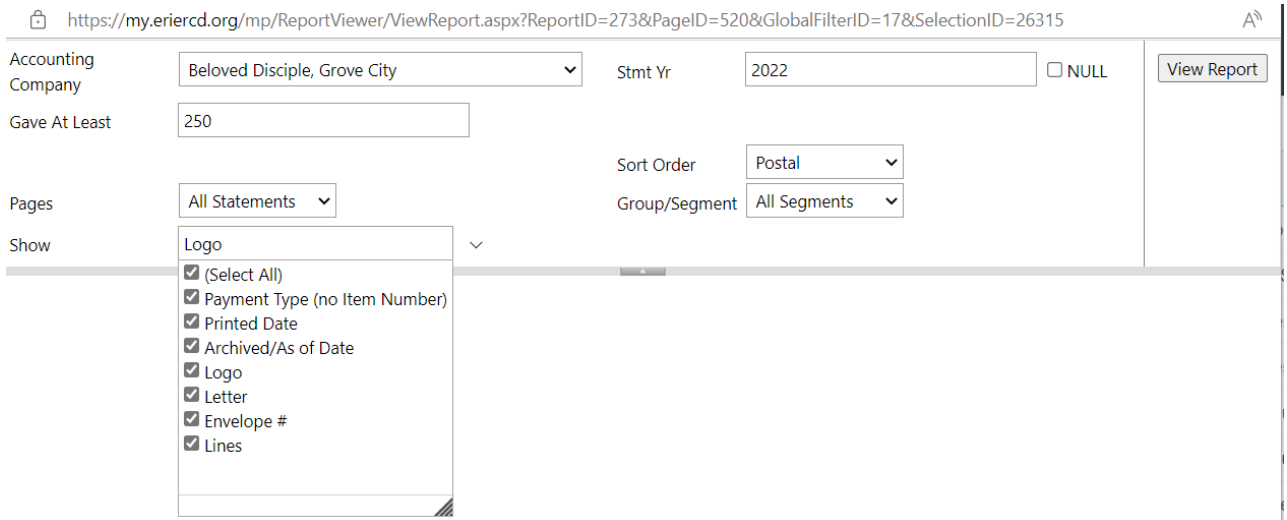 https://my.eriercd.org/mp/ReportViewer/ViewReport.aspx?ReportID=273&PageID=520&GlobalFilterID=17&SelectionID=26315
Accounting Company Beloved Disciple, Grove City Stmt Yr 2022 NULL View Report
Gave At Least 250
Sort Order Postal
Pages All Statements Group/Segment All Segments
Show Logo
(Select All)
Payment Type (no Item Number)
Printed Date
Archived/As of Date
Logo
Letter
Envelope #
Lines